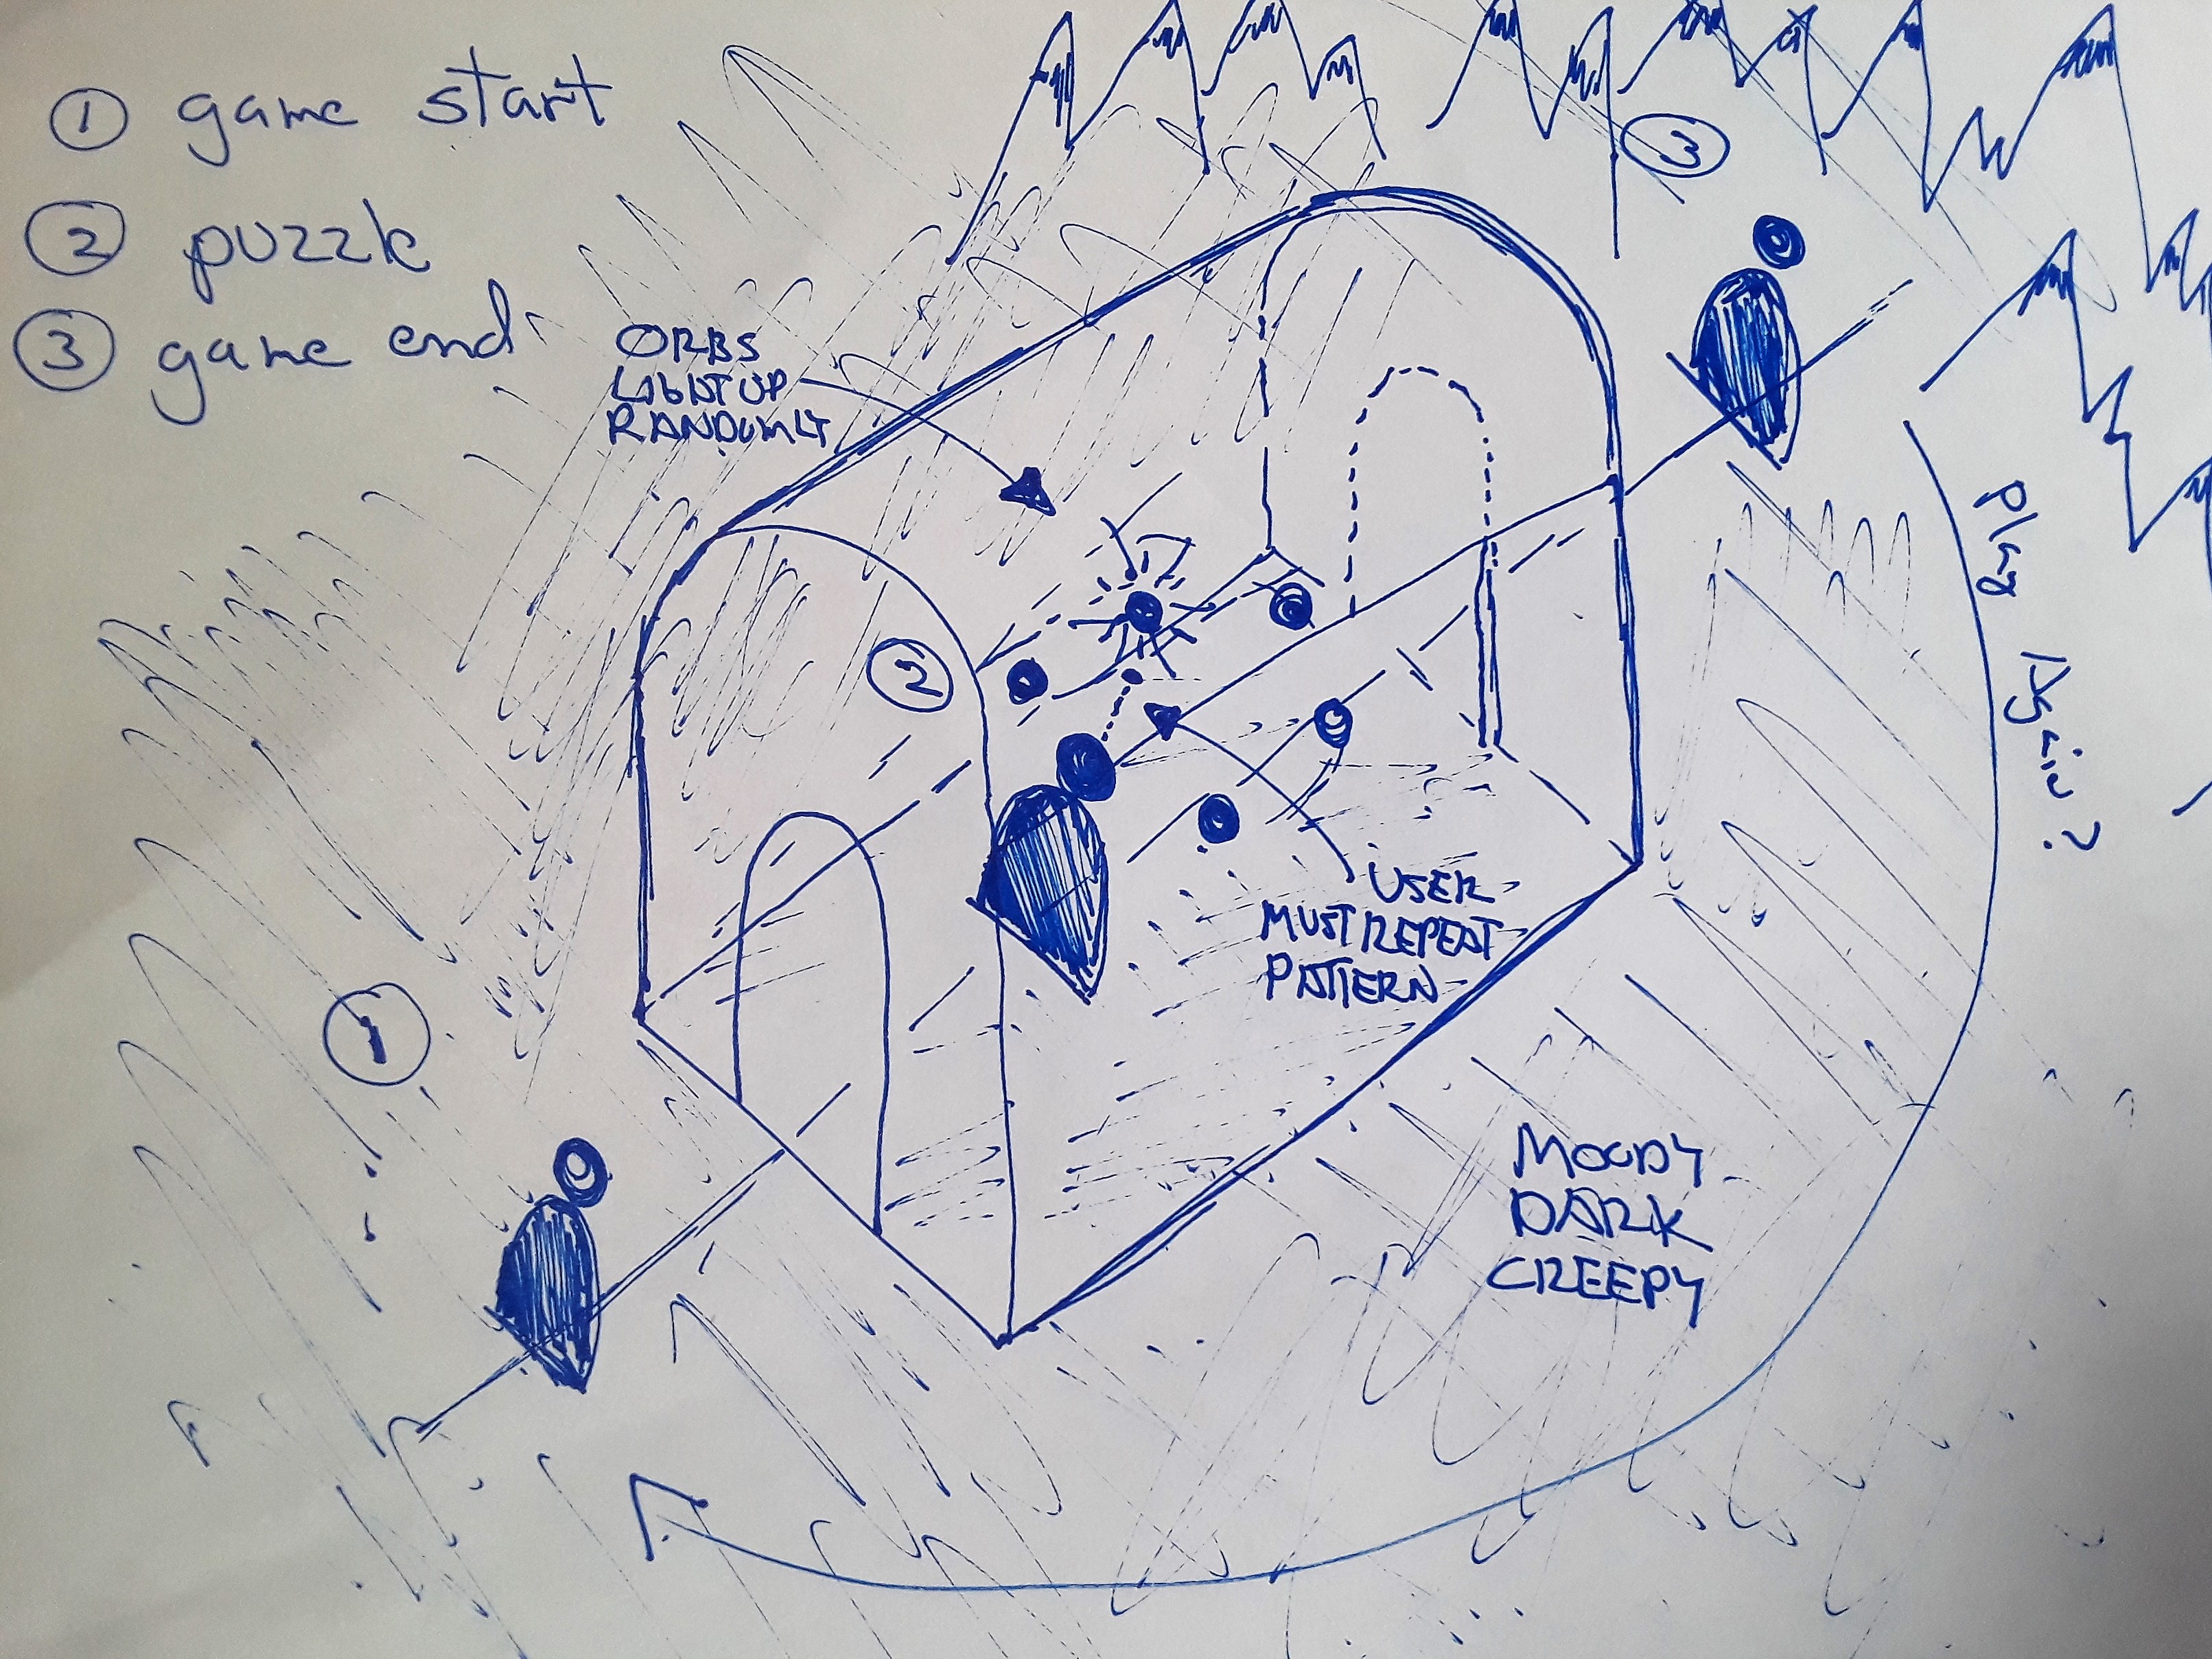 ① game start
② puzzle
③ game end
ORBS
LIGHT UP
RANDOMLY
③
②
Play Again?
USER
MUST REPEAT
PATTERN
①
MOODY
DARK
CREEPY